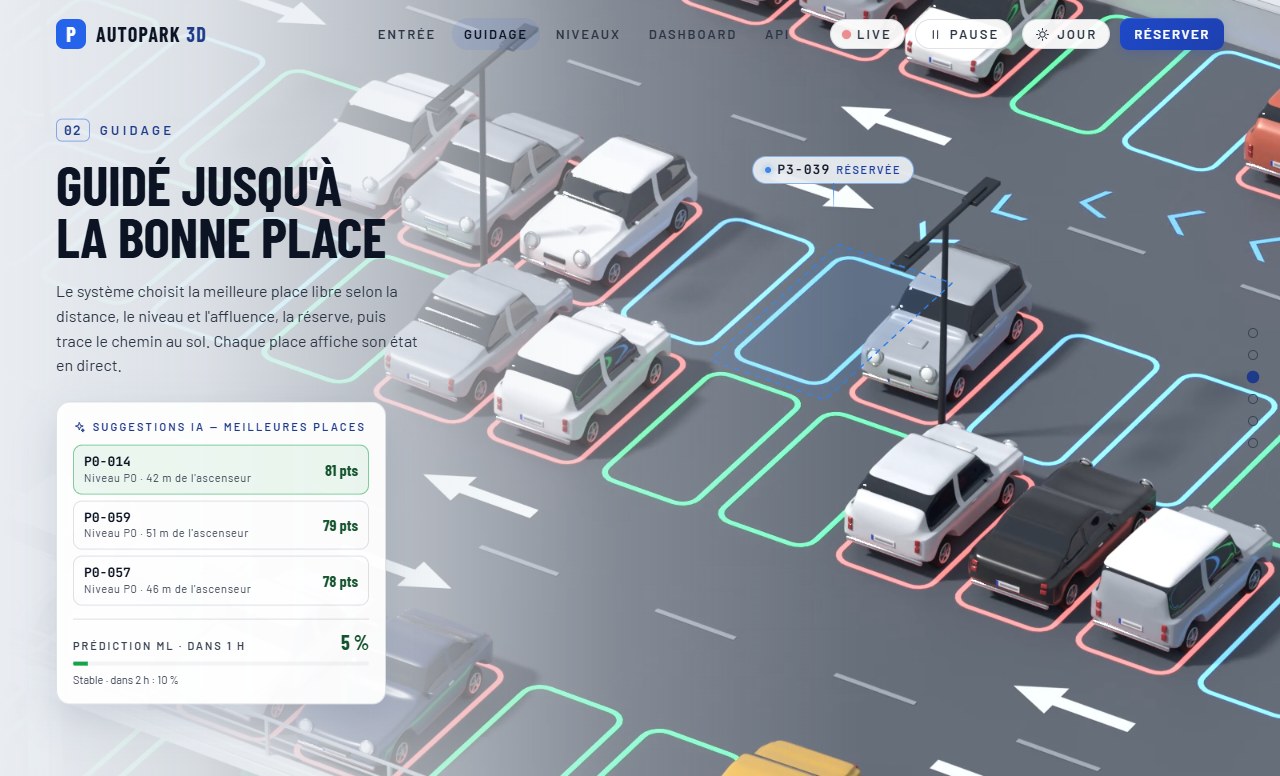 P AUTOPARK 3D
ENTRÉE GUIDAGE NIVEAUX DASHBOARD API
LIVE PAUSE JOUR RÉSERVER
02 GUIDAGE
GUIDÉ JUSQU'À
LA BONNE PLACE
Le système choisit la meilleure place libre selon la
distance, le niveau et l'affluence, la réserve, puis
trace le chemin au sol. Chaque place affiche son état
en direct.
P3-039 RÉSERVÉE
SUGGESTIONS IA — MEILLEURES PLACES
P0-014
Niveau P0 · 42 m de l'ascenseur
81 pts
P0-059
Niveau P0 · 51 m de l'ascenseur
79 pts
P0-057
Niveau P0 · 46 m de l'ascenseur
78 pts
PRÉDICTION ML · DANS 1 H 5 %
Stable · dans 2 h : 10 %